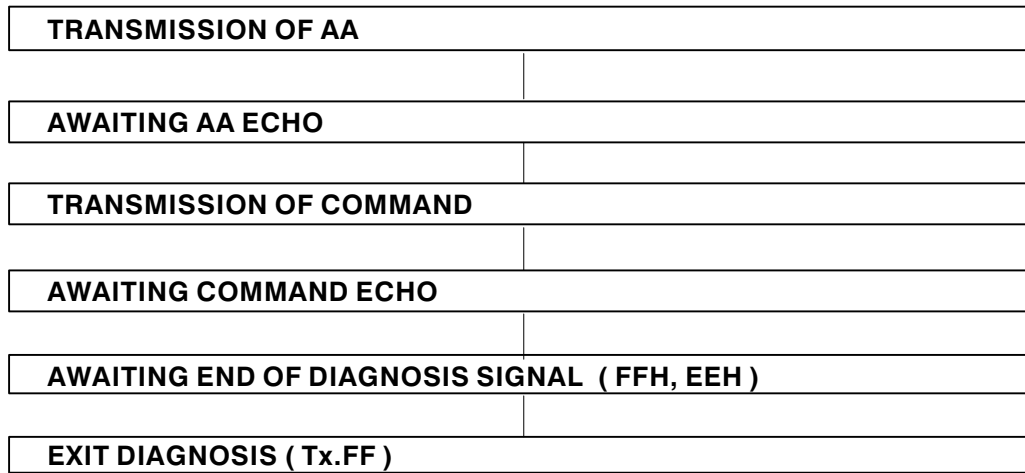 TRANSMISSION OF AA
AWAITING AA ECHO
TRANSMISSION OF COMMAND
AWAITING COMMAND ECHO
AWAITING END OF DIAGNOSIS SIGNAL ( FFH, EEH )
EXIT DIAGNOSIS ( Tx.FF )